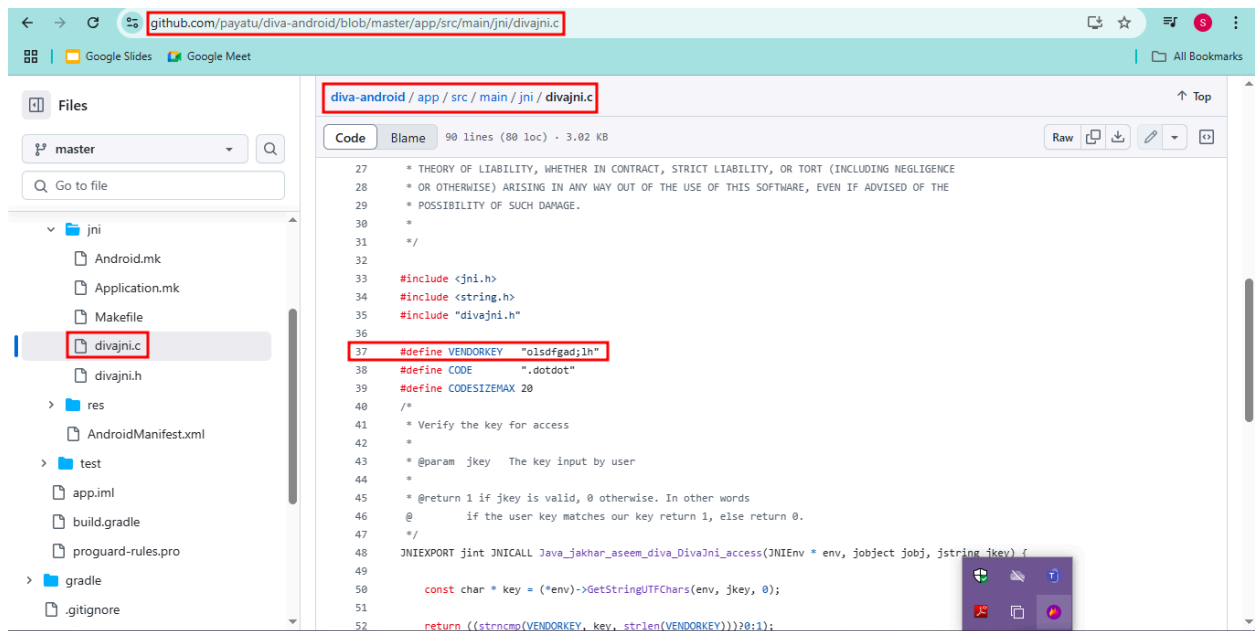 github.com/payatu/diva-android/blob/master/app/src/main/jni/divajni.c
S
Google Slides
Google Meet
All Bookmarks
Files
master
Go to file
jni
Android.mk
Application.mk
Makefile
divajni.c
divajni.h
res
AndroidManifest.xml
test
app.iml
build.gradle
proguard-rules.pro
gradle
.gitignore
diva-android / app / src / main / jni / divajni.c
Top
Code
Blame
90 lines (80 loc) · 3.02 KB
Raw
27 * THEORY OF LIABILITY, WHETHER IN CONTRACT, STRICT LIABILITY, OR TORT (INCLUDING NEGLIGENCE
28 * OR OTHERWISE) ARISING IN ANY WAY OUT OF THE USE OF THIS SOFTWARE, EVEN IF ADVISED OF THE
29 * POSSIBILITY OF SUCH DAMAGE.
30 *
31 */
32
33 #include <jni.h>
34 #include <string.h>
35 #include "divajni.h"
36
37 #define VENDORKEY "olsdfgad;lh"
38 #define CODE ".dotdot"
39 #define CODESIZEMAX 20
40 /*
41 * Verify the key for access
42 *
43 * @param jkey The key input by user
44 *
45 * @return 1 if jkey is valid, 0 otherwise. In other words
46 @ if the user key matches our key return 1, else return 0.
47 */
48 JNIEXPORT jint JNICALL Java_jakhar_aseem_diva_DivaJni_access(JNIEnv * env, jobject jobj, jstring jkey) {
49
50 const char * key = (*env)->GetStringUTFChars(env, jkey, 0);
51
52 return ((strncmp(VENDORKEY, key, strlen(VENDORKEY)))?0:1);